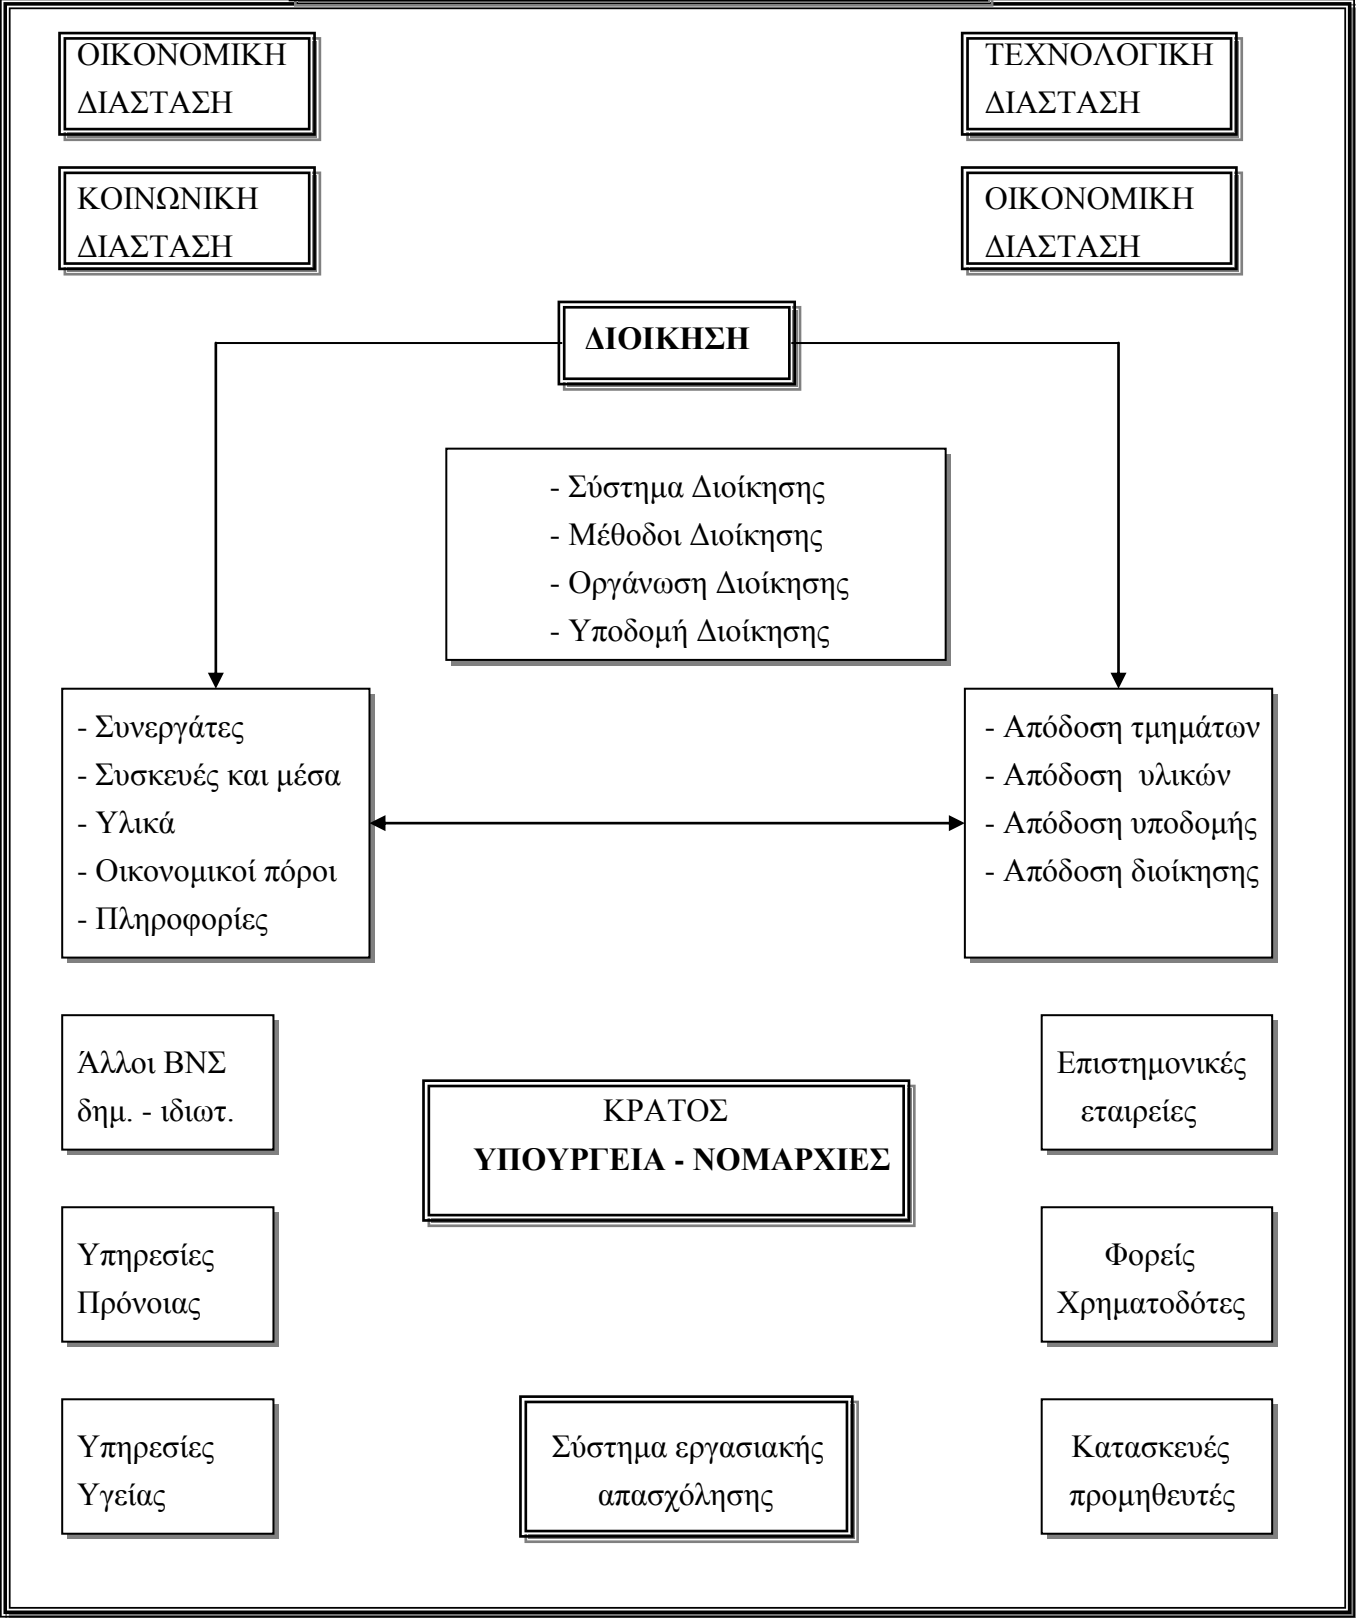 ΟΙΚΟΝΟΜΙΚΗ
ΔΙΑΣΤΑΣΗ
ΤΕΧΝΟΛΟΓΙΚΗ
ΔΙΑΣΤΑΣΗ
ΚΟΙΝΩΝΙΚΗ
ΔΙΑΣΤΑΣΗ
ΟΙΚΟΝΟΜΙΚΗ
ΔΙΑΣΤΑΣΗ
ΔΙΟΙΚΗΣΗ
- Σύστημα Διοίκησης
- Μέθοδοι Διοίκησης
- Οργάνωση Διοίκησης
- Υποδομή Διοίκησης
- Συνεργάτες
- Συσκευές και μέσα
- Υλικά
- Οικονομικοί πόροι
- Πληροφορίες
- Απόδοση τμημάτων
- Απόδοση υλικών
- Απόδοση υποδομής
- Απόδοση διοίκησης
Άλλοι ΒΝΣ
δημ. - ιδιωτ.
ΚΡΑΤΟΣ
ΥΠΟΥΡΓΕΙΑ - ΝΟΜΑΡΧΙΕΣ
Επιστημονικές
εταιρείες
Υπηρεσίες
Πρόνοιας
Φορείς
Χρηματοδότες
Υπηρεσίες
Υγείας
Σύστημα εργασιακής
απασχόλησης
Κατασκευές
προμηθευτές